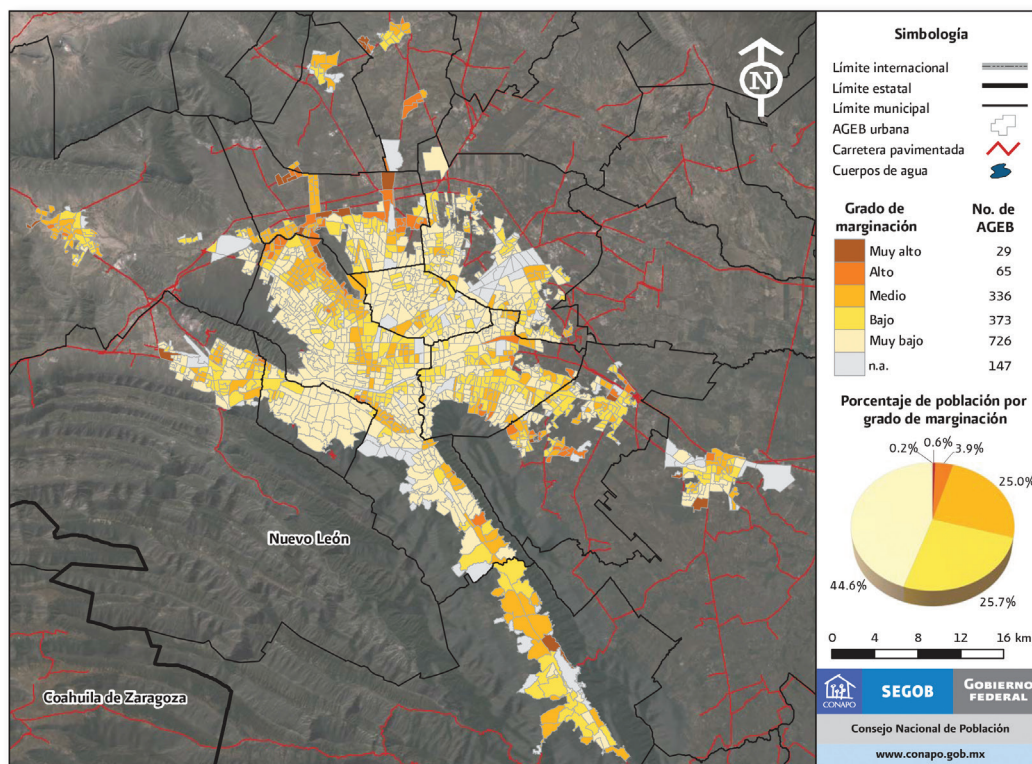 N
Nuevo León
Coahuila de Zaragoza
Simbología
Límite internacional
Límite estatal
Límite municipal
AGEB urbana
Carretera pavimentada
Cuerpos de agua
Grado de marginación No. de AGEB
Muy alto 29
Alto 65
Medio 336
Bajo 373
Muy bajo 726
n.a. 147
Porcentaje de población por
grado de marginación
0.2% 0.6% 3.9%
25.0%
44.6% 25.7%
0 4 8 12 16 km
CONAPO SEGOB GOBIERNO FEDERAL
Consejo Nacional de Población
www.conapo.gob.mx